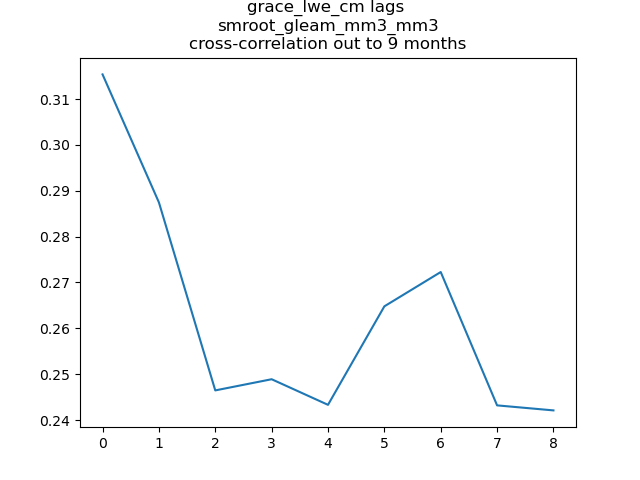 grace_lwe_cm lags
smroot_gleam_mm3_mm3
cross-correlation out to 9 months
0.31
0.30
0.29
0.28
0.27
0.26
0.25
0.24
0 1 2 3 4 5 6 7 8